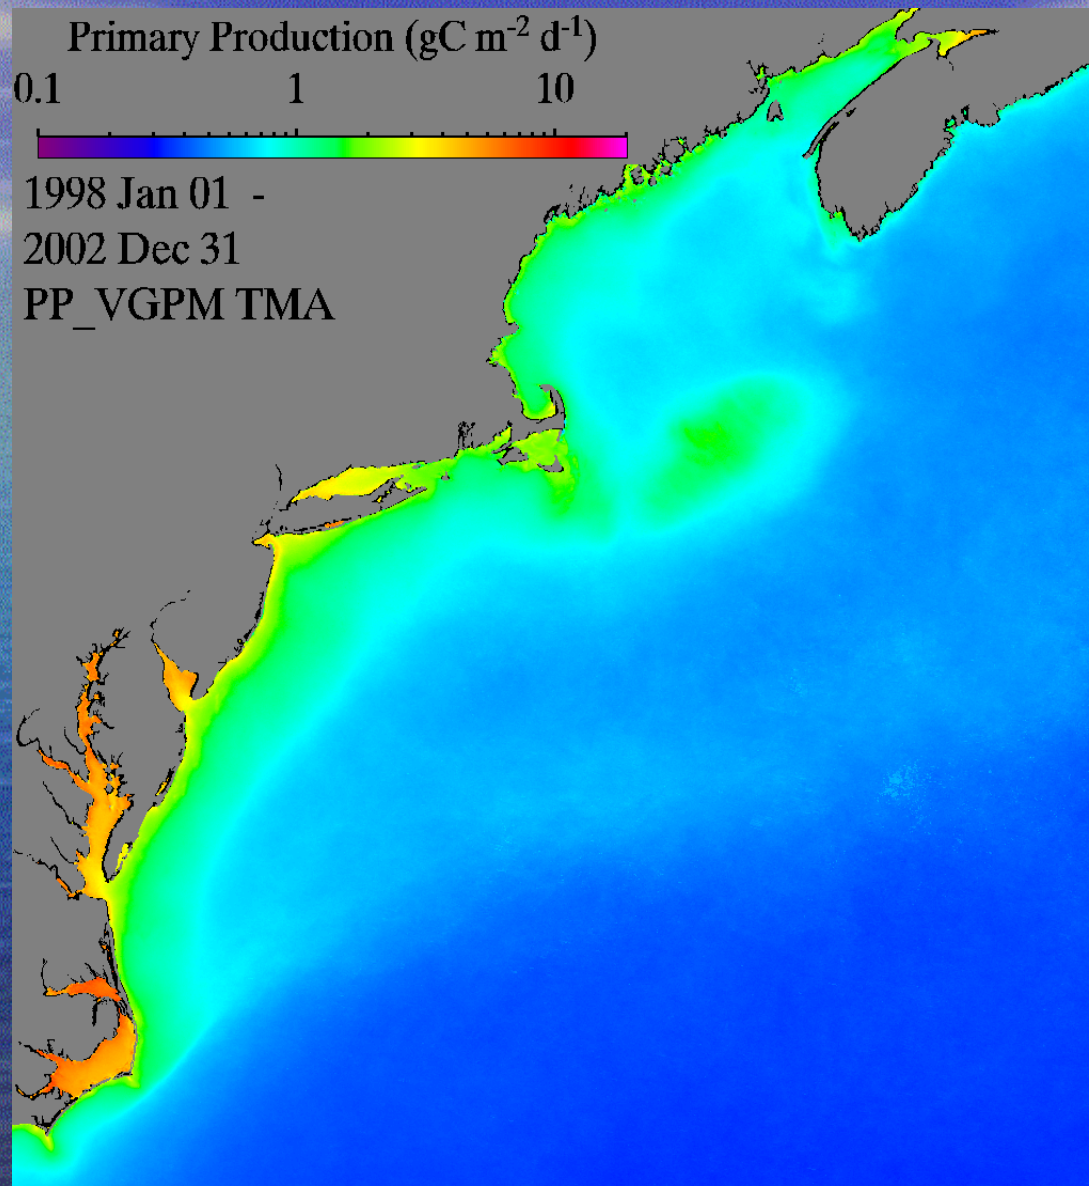 Primary Production (gC m⁻² d⁻¹)
0.1 1 10
1998 Jan 01 -
2002 Dec 31
PP_VGPM TMA